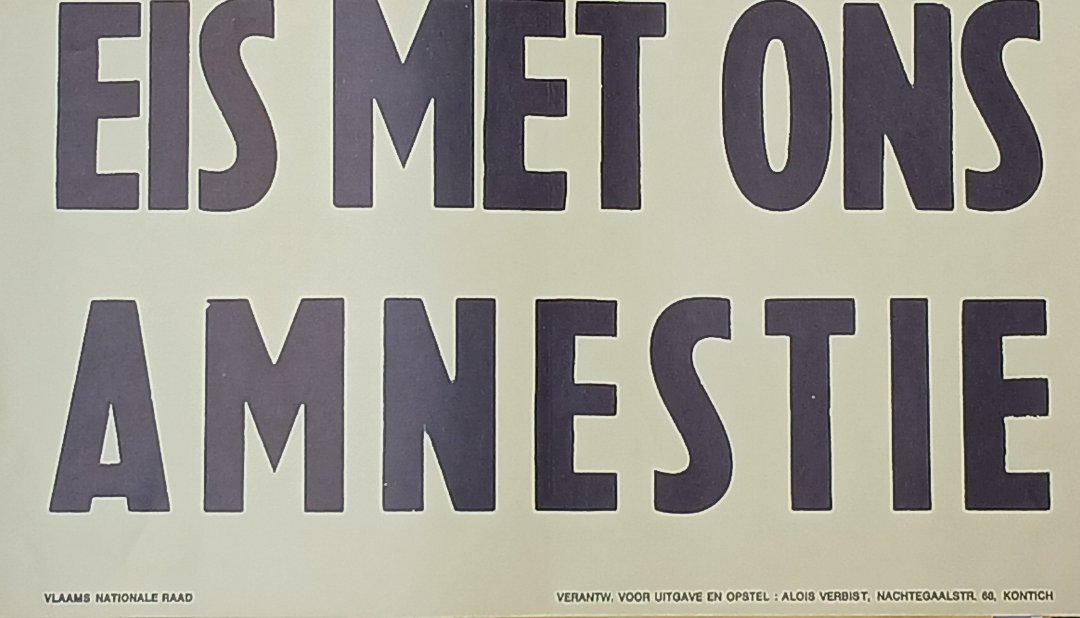 EIS MET ONS
AMNESTIE
VLAAMS NATIONALE RAAD
VERANTW. VOOR UITGAVE EN OPSTEL : ALOIS VERBIST, NACHTEGAALSTR. 60, KONTICH